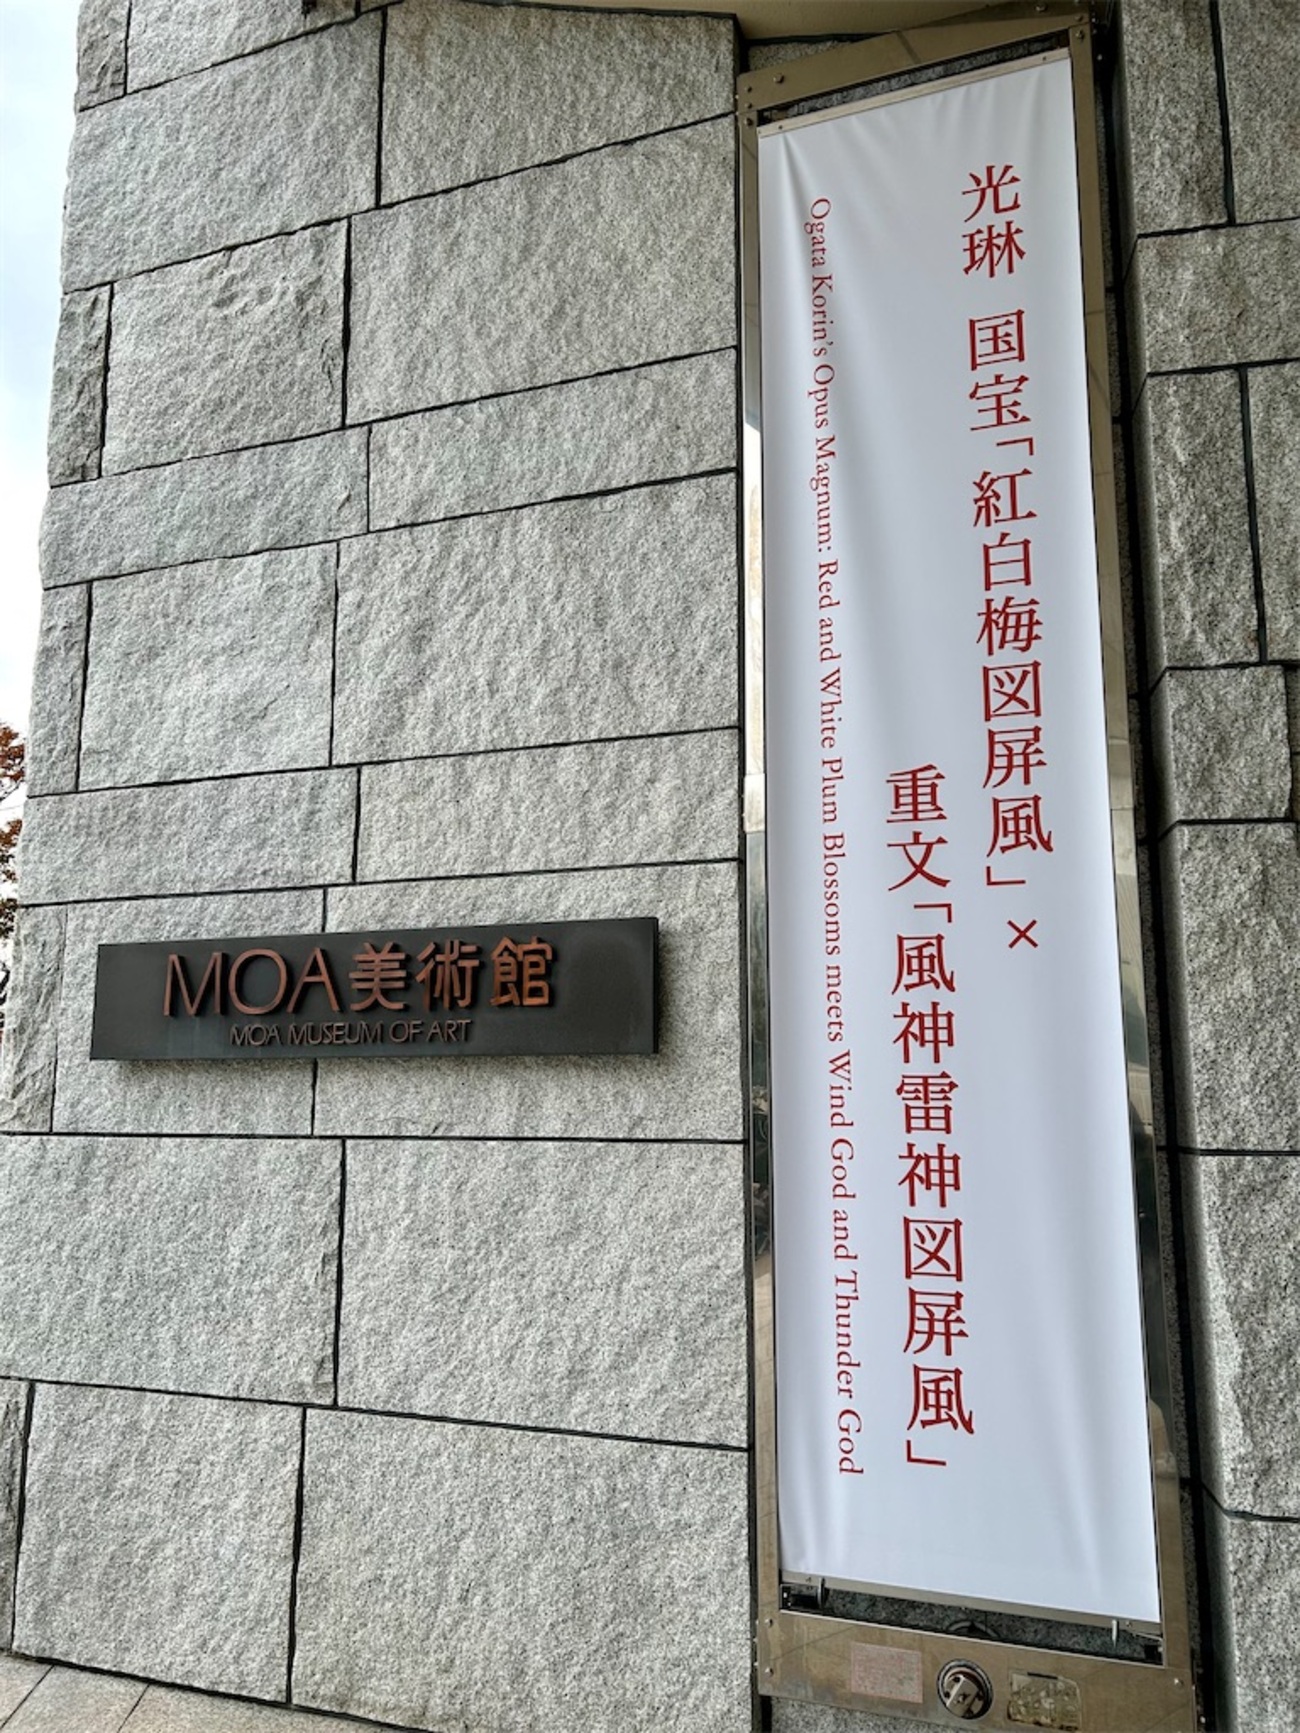 MOA美術館
MOA MUSEUM OF ART
光琳 国宝「紅白梅図屏風」×
重文「風神雷神図屏風」
Ogata Korin's Opus Magnum: Red and White Plum Blossoms meets Wind God and Thunder God